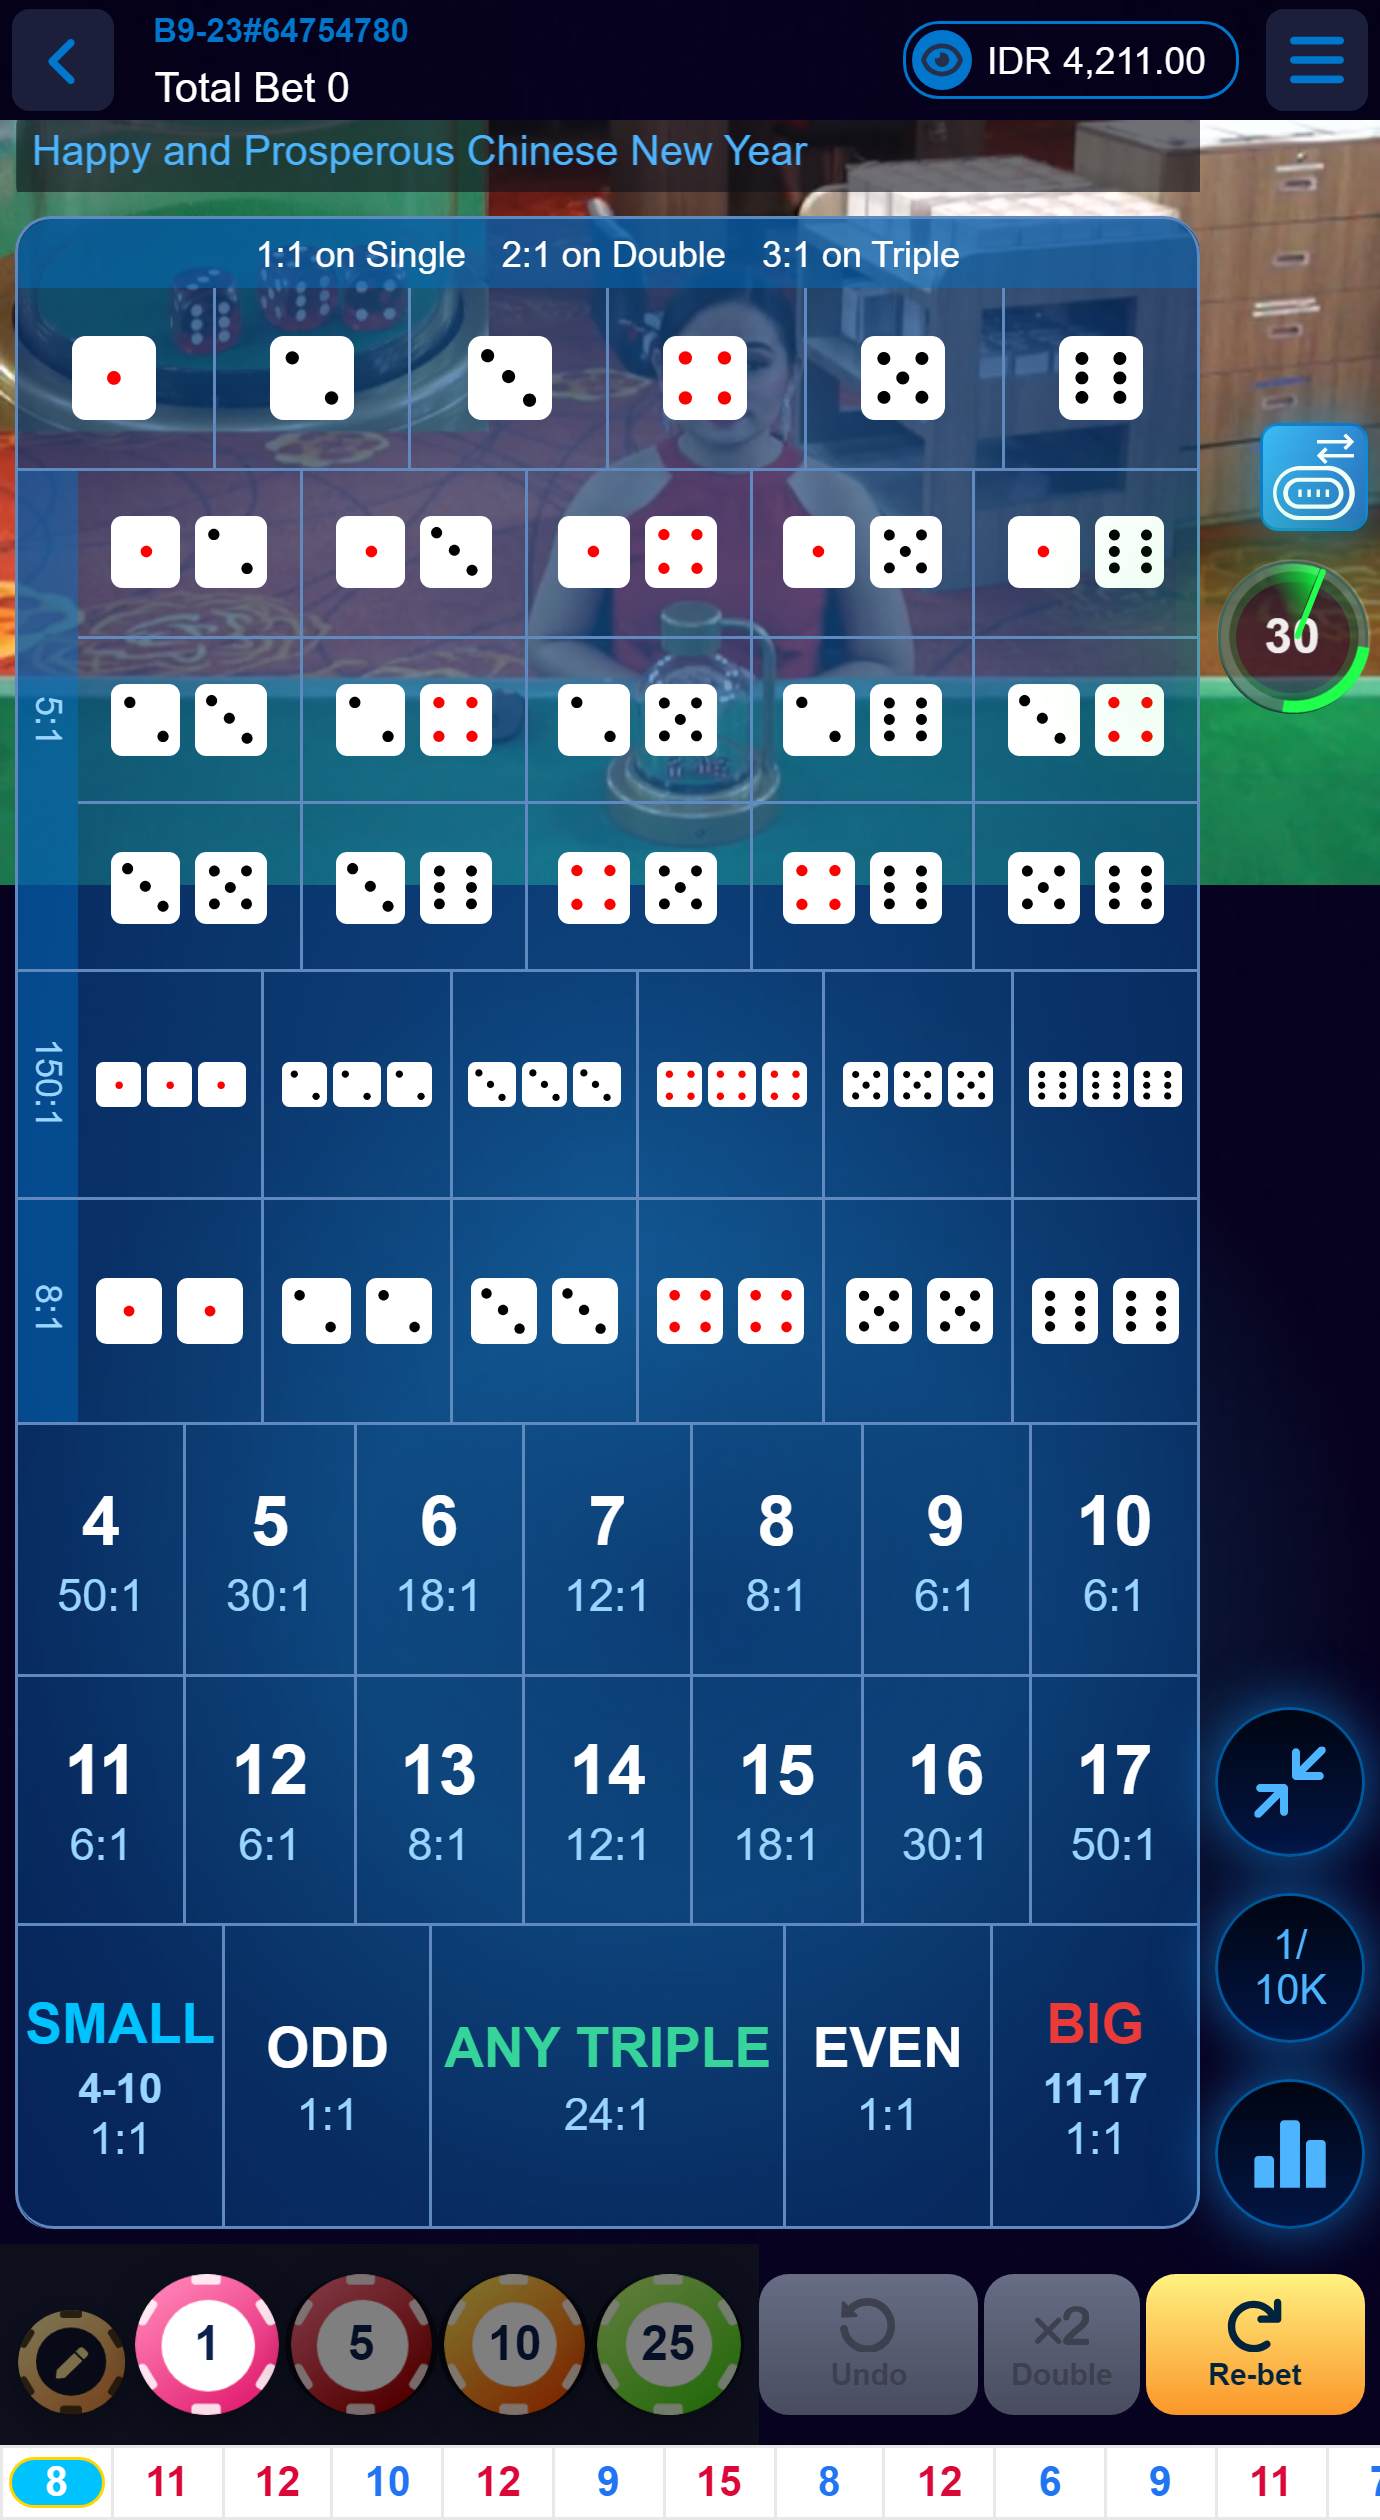 B9-23#64754780
Total Bet 0
IDR 4,211.00
Happy and Prosperous Chinese New Year
1:1 on Single 2:1 on Double 3:1 on Triple
30
5:1
150:1
8:1
4 5 6 7 8 9 10
50:1 30:1 18:1 12:1 8:1 6:1 6:1
11 12 13 14 15 16 17
6:1 6:1 8:1 12:1 18:1 30:1 50:1
1/
10K
SMALL
4-10
1:1
ODD
1:1
ANY TRIPLE
24:1
EVEN
1:1
BIG
11-17
1:1
1 5 10 25
Undo
x2
Double
Re-bet
8 11 12 10 12 9 15 8 12 6 9 11